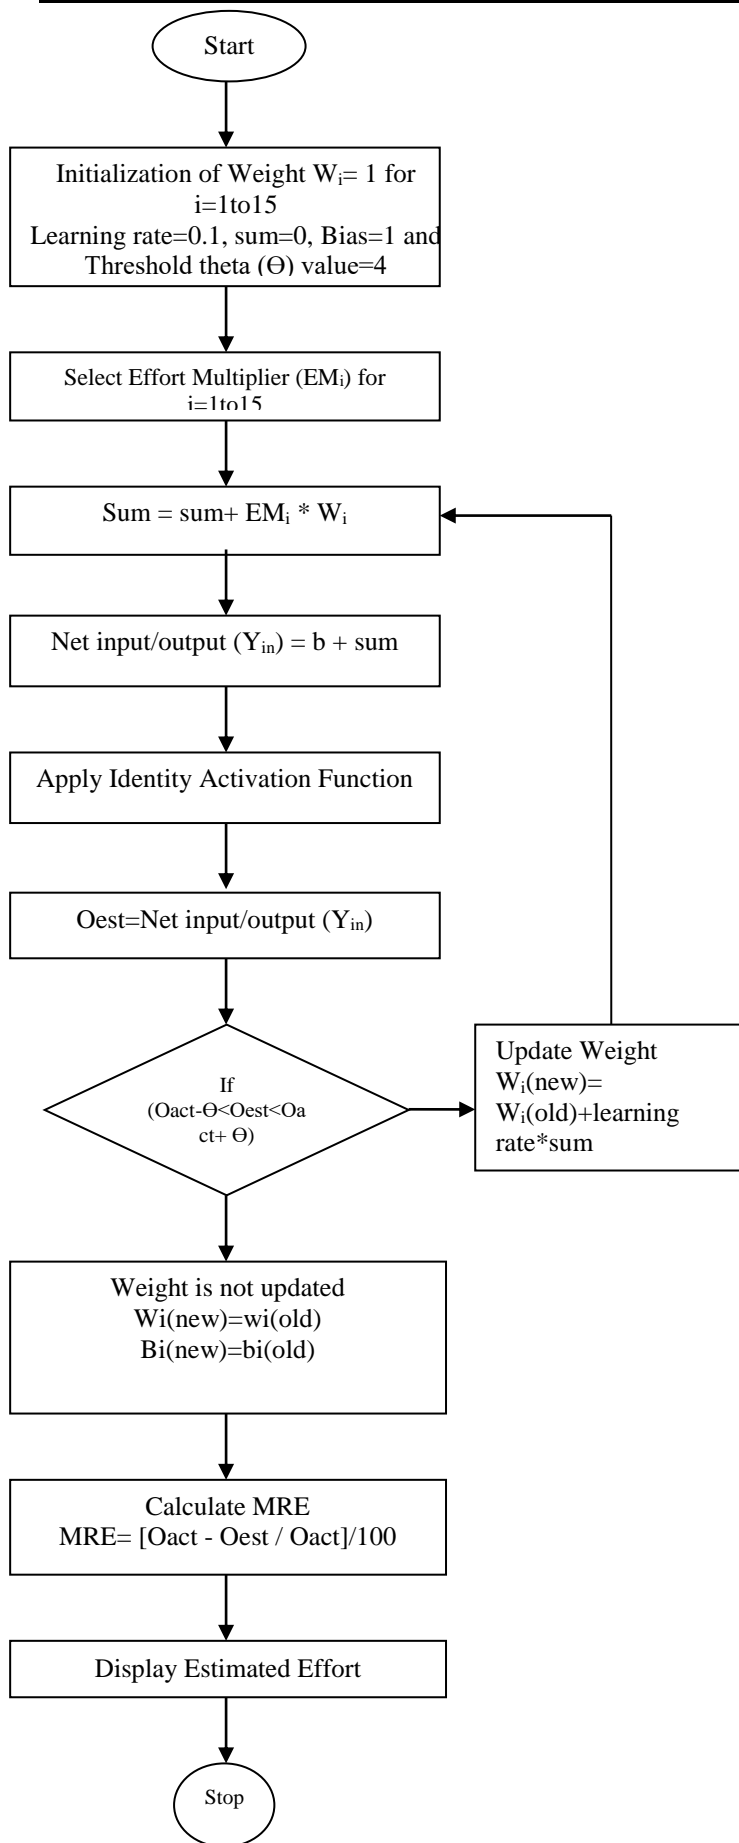 Start
Initialization of Weight Wi= 1 for
i=1to15
Learning rate=0.1, sum=0, Bias=1 and
Threshold theta (Ɵ) value=4
Select Effort Multiplier (EMi) for
i=1to15
Sum = sum+ EMi * Wi
Net input/output (Yin) = b + sum
Apply Identity Activation Function
Oest=Net input/output (Yin)
If
(Oact-Ɵ<Oest<Oa
ct+ Ɵ)
Update Weight
Wi(new)=
Wi(old)+learning
rate*sum
Weight is not updated
Wi(new)=wi(old)
Bi(new)=bi(old)
Calculate MRE
MRE= [Oact - Oest / Oact]/100
Display Estimated Effort
Stop